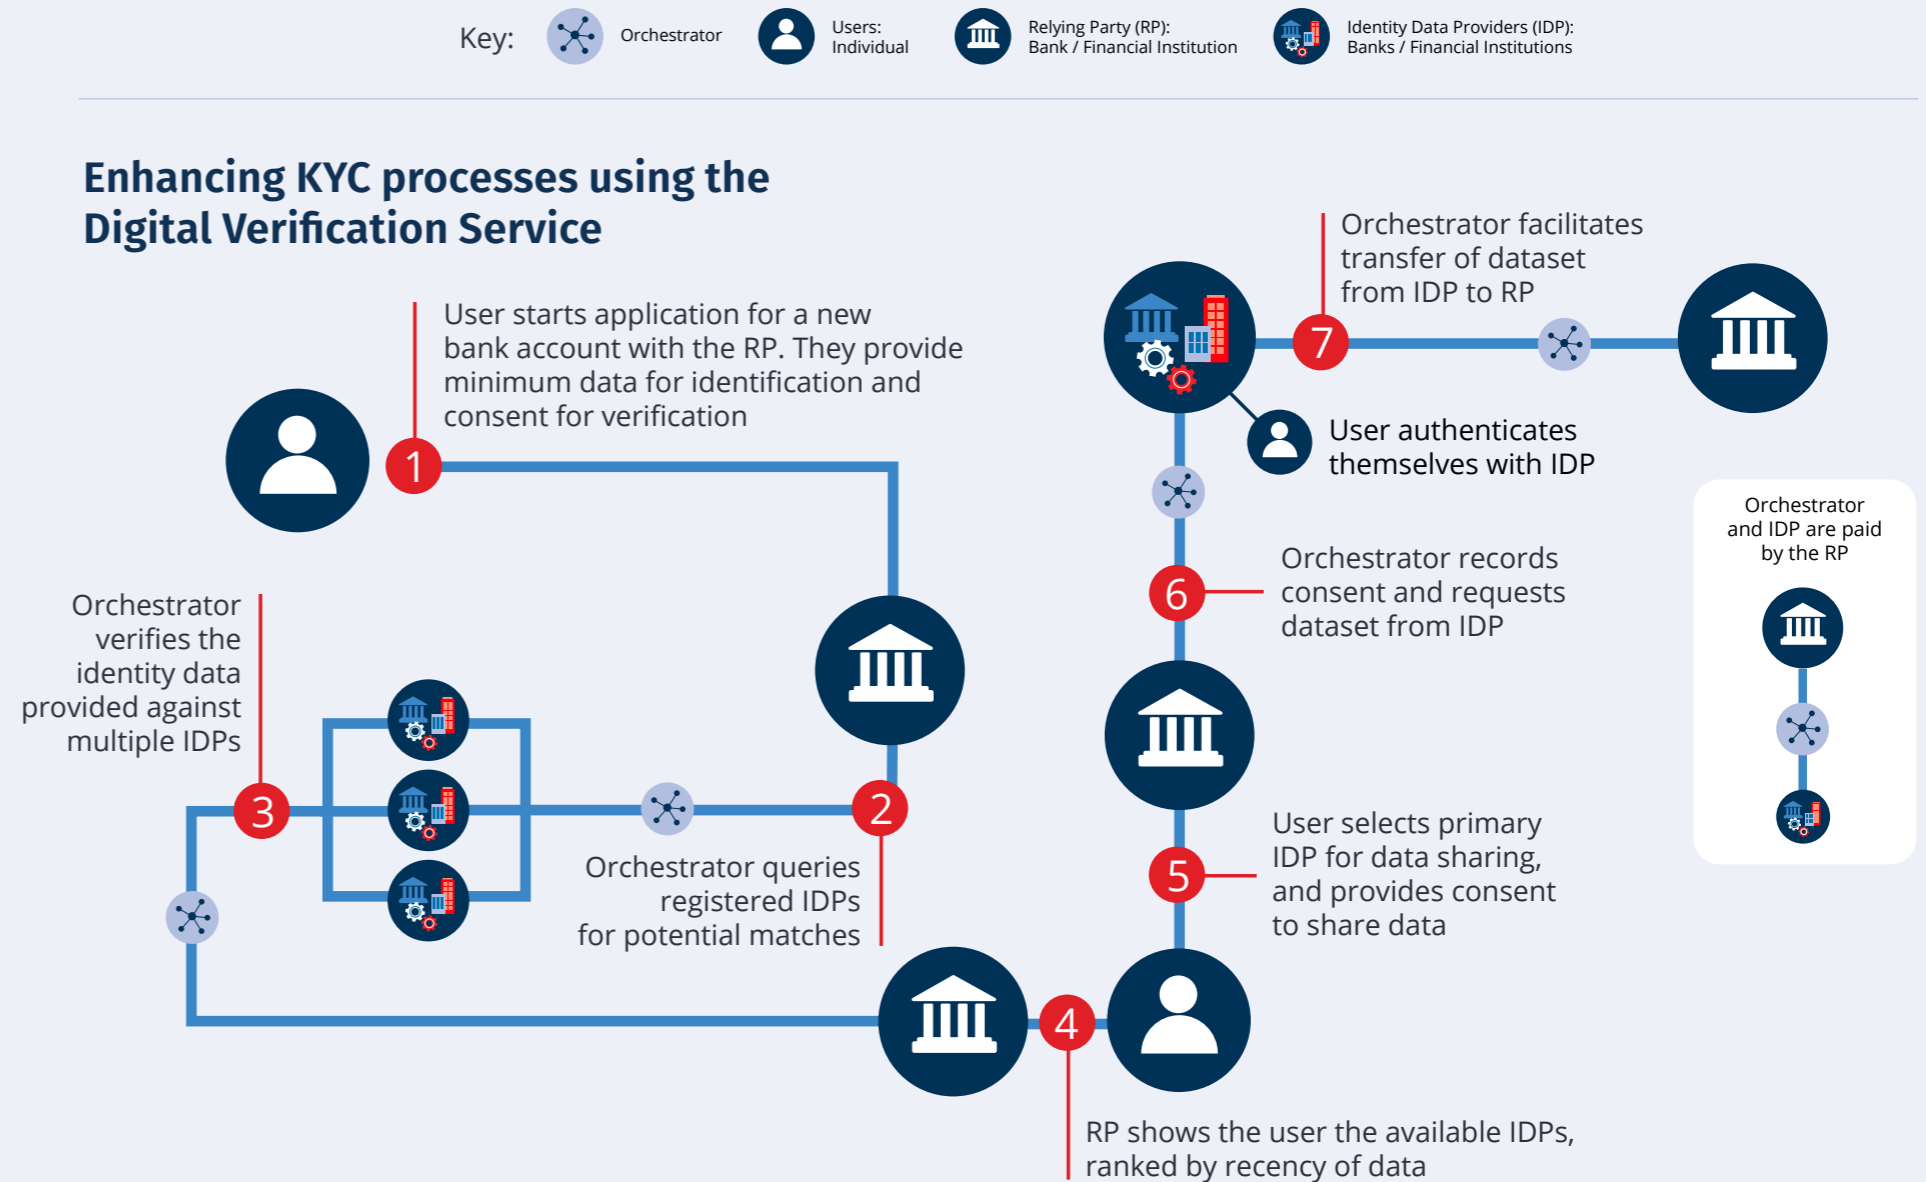 Key:
Orchestrator
Users:
Individual
Relying Party (RP):
Bank / Financial Institution
Identity Data Providers (IDP):
Banks / Financial Institutions
Enhancing KYC processes using the
Digital Verification Service
1
User starts application for a new
bank account with the RP. They provide
minimum data for identification and
consent for verification
2
Orchestrator queries
registered IDPs
for potential matches
3
Orchestrator
verifies the
identity data
provided against
multiple IDPs
4
RP shows the user the available IDPs,
ranked by recency of data
5
User selects primary
IDP for data sharing,
and provides consent
to share data
6
Orchestrator records
consent and requests
dataset from IDP
User authenticates
themselves with IDP
7
Orchestrator facilitates
transfer of dataset
from IDP to RP
Orchestrator
and IDP are paid
by the RP